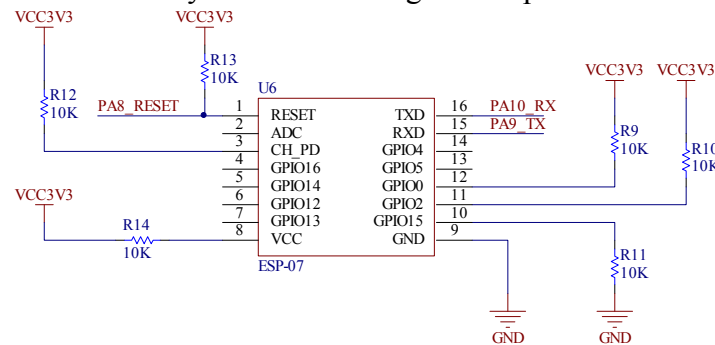 VCC3V3
R13
10K
R12
10K
PA8_RESET
VCC3V3
VCC3V3
R9
10K
VCC3V3
R10
10K
U6
1 RESET TXD 16 PA10_RX
2 ADC RXD 15 PA9_TX
3 CH_PD GPIO4 14
4 GPIO16 GPIO5 13
5 GPIO14 GPIO0 12
6 GPIO12 GPIO2 11
7 GPIO13 GPIO15 10
8 VCC GND 9
ESP-07
VCC3V3
R14
10K
R11
10K
GND
GND